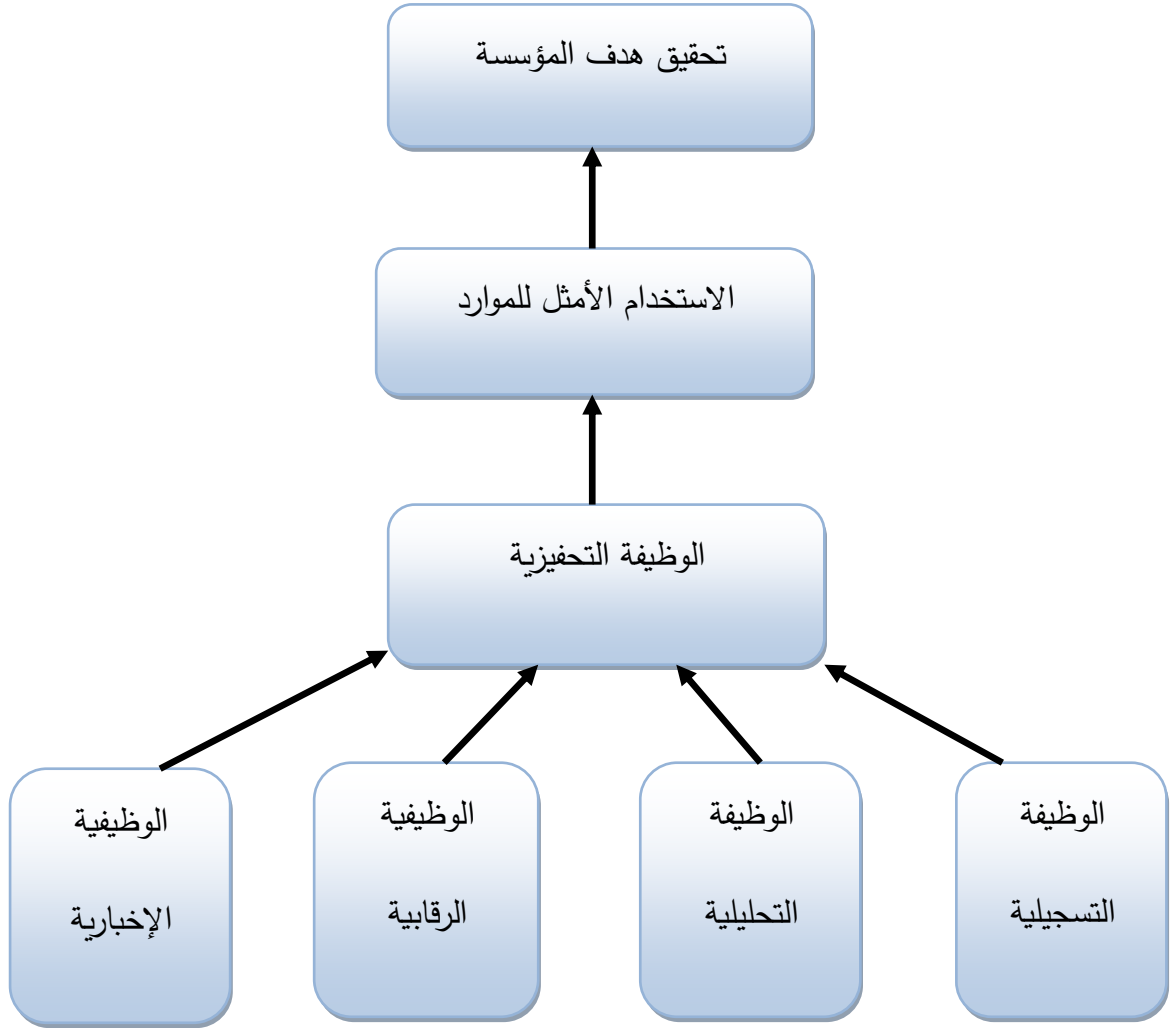 تحقيق هدف المؤسسة
الاستخدام الأمثل للموارد
الوظيفة التحفيزية
الوظيفة
التسجيلية
الوظيفة
التحليلية
الوظيفية
الرقابية
الوظيفية
الإخبارية